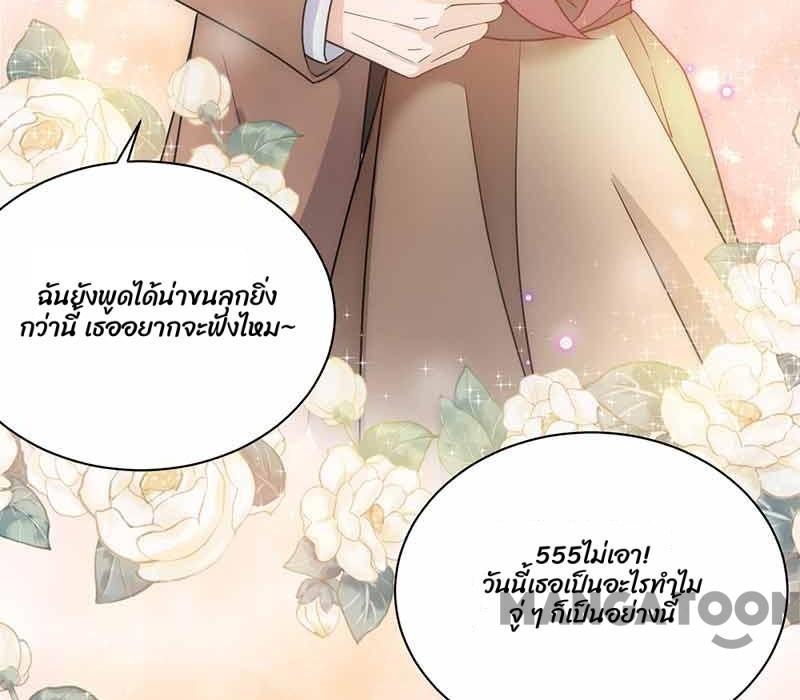 ฉันยังพูดได้น่าขนลุกยิ่ง
กว่านี้ เธออยากจะฟังไหม~
555ไม่เอา!
วันนี้เธอเป็นอะไรทำไม
จู่ ๆ ก็เป็นอย่างนี้
MANGATOON